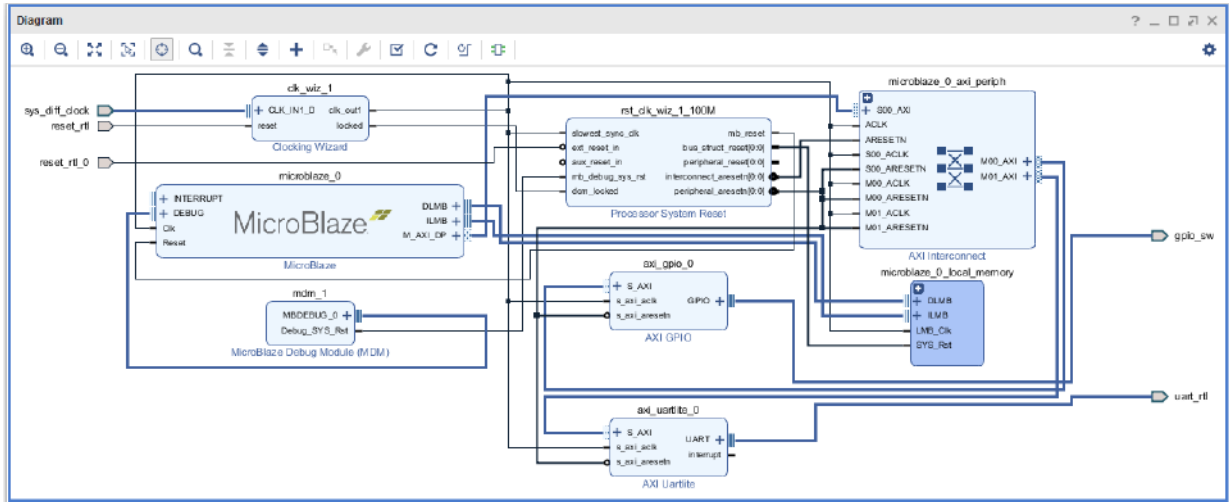 Diagram
clk_wiz_1
sys_diff_clock
reset_rtl
CLK_IN1_D
reset
clk_out1
locked
Clocking Wizard
reset_rtl_0
rst_clk_wiz_1_100M
slowest_sync_clk
ext_reset_in
aux_reset_in
mb_debug_sys_rst
dcm_locked
mb_reset
bus_struct_reset[0:0]
peripheral_reset[0:0]
interconnect_aresetn[0:0]
peripheral_aresetn[0:0]
Processor System Reset
microblaze_0_axi_periph
S00_AXI
ACLK
ARESETN
S00_ACLK
S00_ARESETN
M00_ACLK
M00_ARESETN
M01_ACLK
M01_ARESETN
M00_AXI
M01_AXI
AXI Interconnect
microblaze_0
INTERRUPT
DEBUG
Clk
Reset
MicroBlaze
DLMB
ILMB
M_AXI_DP
MicroBlaze
mdm_1
MBDEBUG_0
Debug_SYS_Rst
MicroBlaze Debug Module (MDM)
axi_gpio_0
S_AXI
s_axi_aclk
s_axi_aresetn
GPIO
AXI GPIO
microblaze_0_local_memory
DLMB
ILMB
LMB_Clk
SYS_Rst
gpio_sw
axi_uartlite_0
S_AXI
s_axi_aclk
s_axi_aresetn
UART
interrupt
AXI Uartlite
uart_rtl